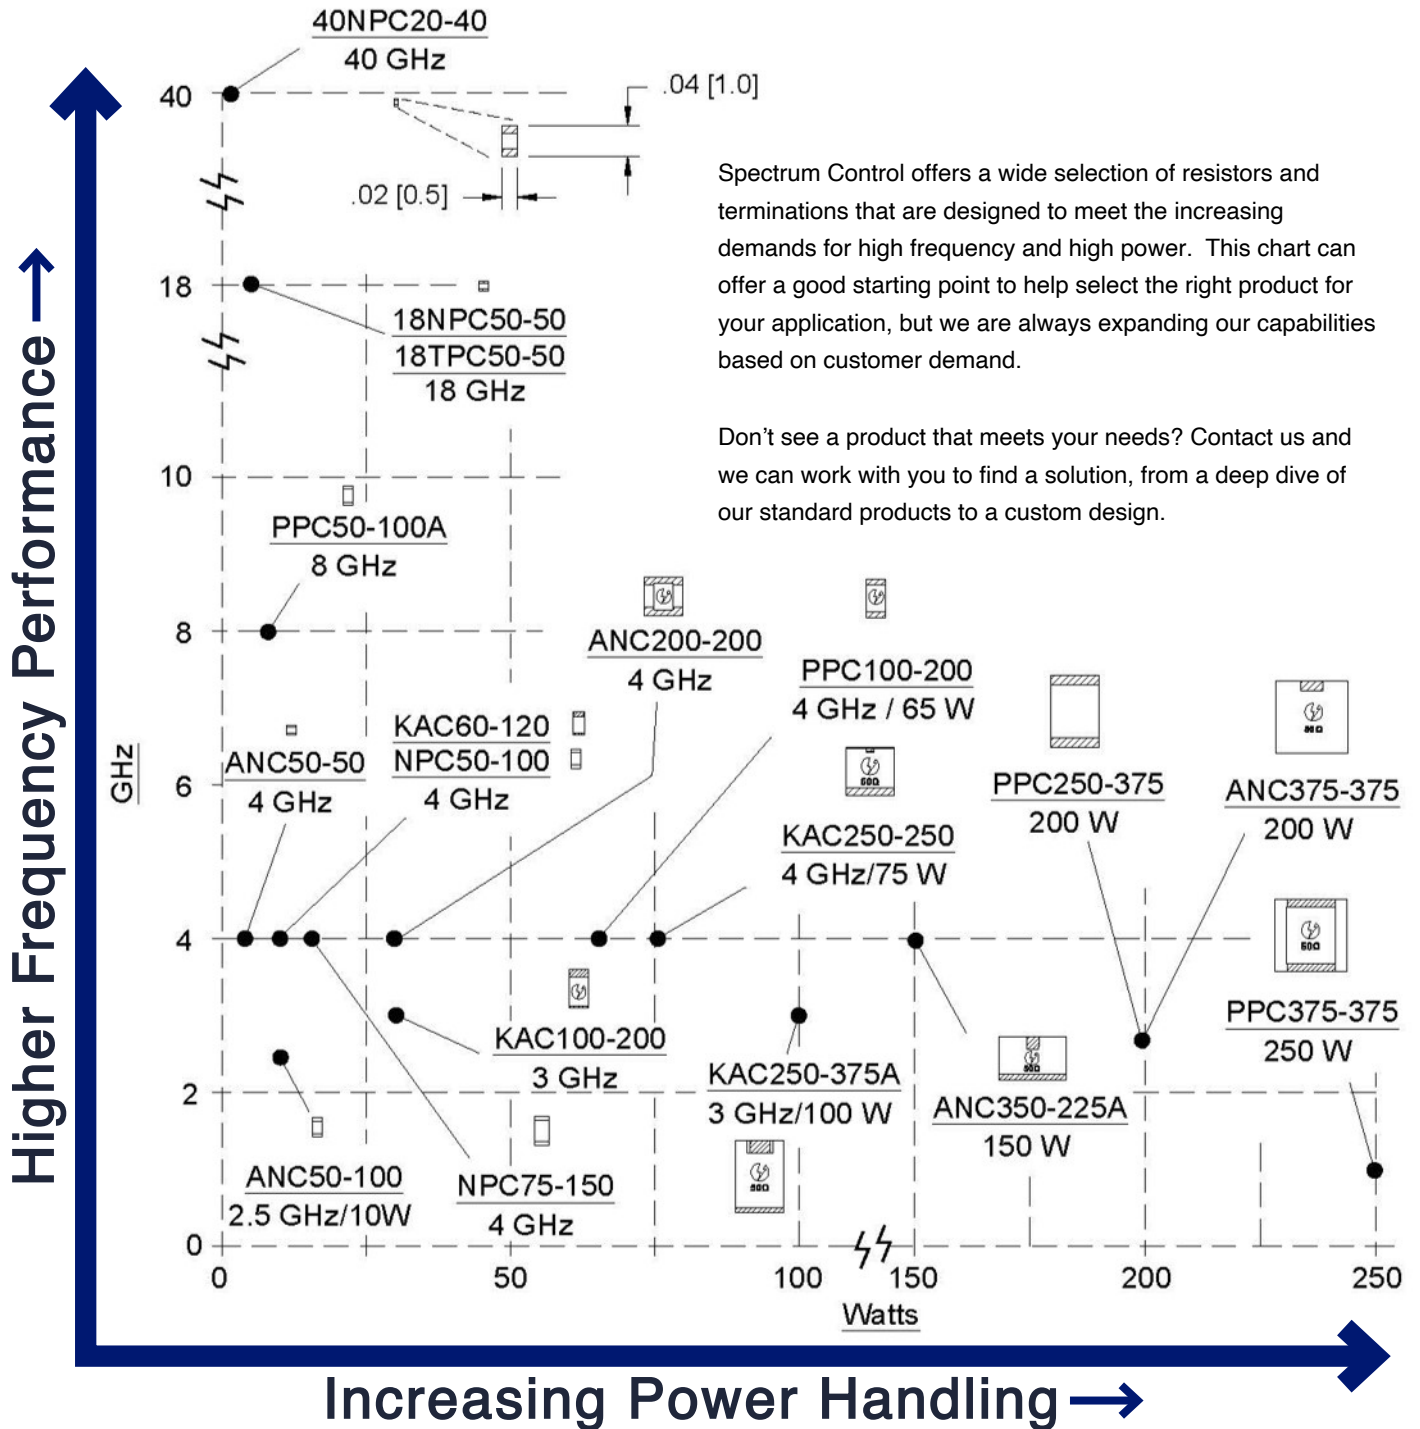 40NPC20-40
40 GHz
40
.04 [1.0]
.02 [0.5]
Spectrum Control offers a wide selection of resistors and
terminations that are designed to meet the increasing
demands for high frequency and high power.  This chart can
offer a good starting point to help select the right product for
your application, but we are always expanding our capabilities
based on customer demand.
Don’t see a product that meets your needs? Contact us and
we can work with you to find a solution, from a deep dive of
our standard products to a custom design.
18
18NPC50-50
18TPC50-50
18 GHz
10
PPC50-100A
8 GHz
8
ANC200-200
4 GHz
PPC100-200
4 GHz / 65 W
KAC60-120
NPC50-100
4 GHz
ANC50-50
4 GHz
6
GHz
Higher Frequency Performance
50Ω
KAC250-250
4 GHz/75 W
PPC250-375
200 W
50Ω
ANC375-375
200 W
4
50Ω
PPC375-375
250 W
KAC100-200
3 GHz
KAC250-375A
3 GHz/100 W
50Ω
50Ω
ANC350-225A
150 W
2
ANC50-100
2.5 GHz/10W
NPC75-150
4 GHz
0
0
50
100
150
200
250
Watts
Increasing Power Handling